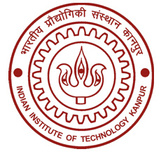 भारतीय प्रौद्योगिकी संस्थान कानपुर
INDIAN INSTITUTE OF TECHNOLOGY KANPUR